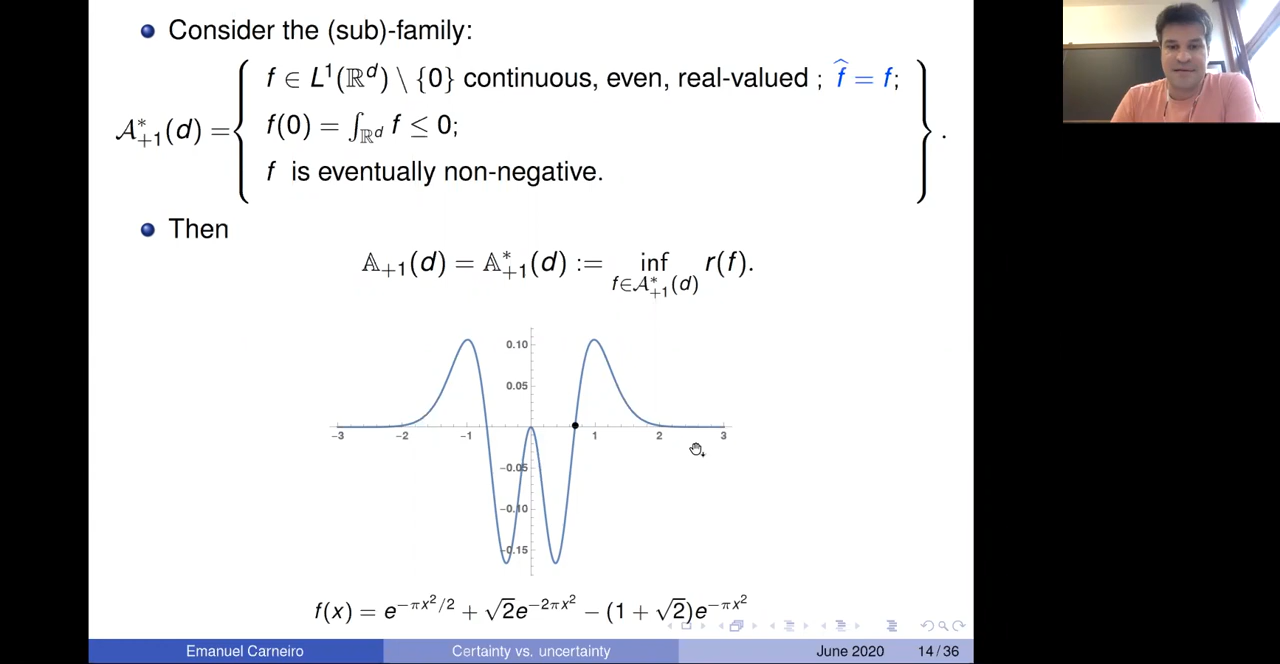 Consider the (sub)-family:
f ∈ L¹(ℝᵈ) \ {0} continuous, even, real-valued ; f̂ = f;
𝒜*₊₁(d) = { f(0) = ∫_{ℝᵈ} f ≤ 0; } .
f is eventually non-negative.
Then
𝔸₊₁(d) = 𝔸*₊₁(d) := inf_{f∈𝒜*₊₁(d)} r(f).
0.10
0.05
-3 -2 -1 1 2 3
-0.05
-0.10
-0.15
f(x) = e^{-πx²/2} + √2e^{-2πx²} − (1 + √2)e^{-πx²}
Emanuel Carneiro Certainty vs. uncertainty June 2020 14/36